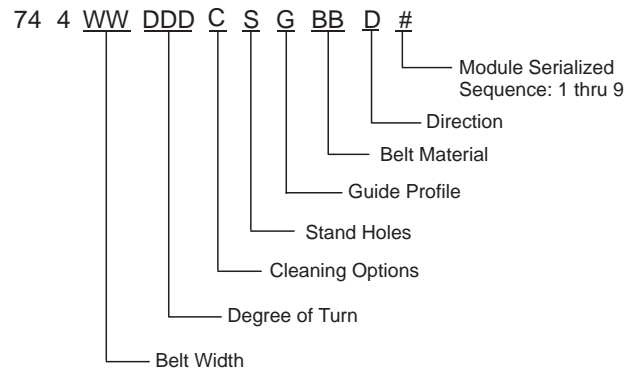 74 4 WW DDD C S G BB D #
Module Serialized
Sequence: 1 thru 9
Direction
Belt Material
Guide Profile
Stand Holes
Cleaning Options
Degree of Turn
Belt Width